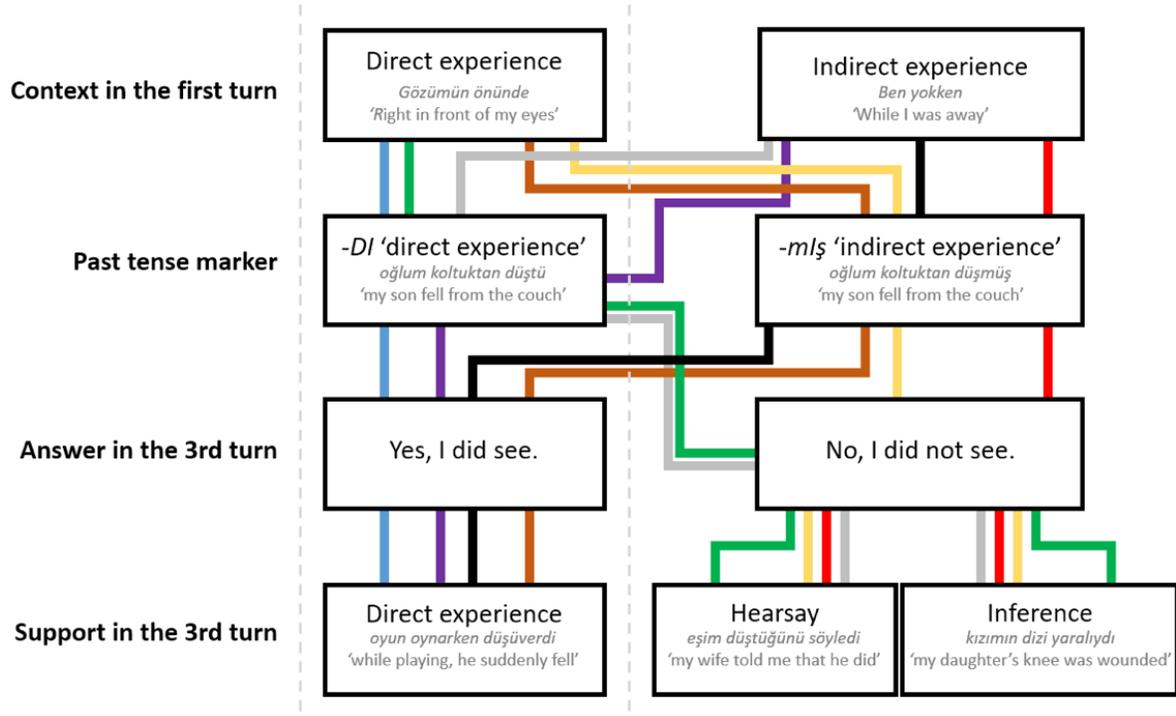 Context in the first turn
Direct experience
Gözümün önünde
‘Right in front of my eyes’
Indirect experience
Ben yokken
‘While I was away’
Past tense marker
-DI ‘direct experience’
oğlum koltuktan düştü
‘my son fell from the couch’
-mIş ‘indirect experience’
oğlum koltuktan düşmüş
‘my son fell from the couch’
Answer in the 3rd turn
Yes, I did see.
No, I did not see.
Support in the 3rd turn
Direct experience
oyun oynarken düşüverdi
‘while playing, he suddenly fell’
Hearsay
eşim düştüğünü söyledi
‘my wife told me that he did’
Inference
kızımın dizi yaralıydı
‘my daughter’s knee was wounded’